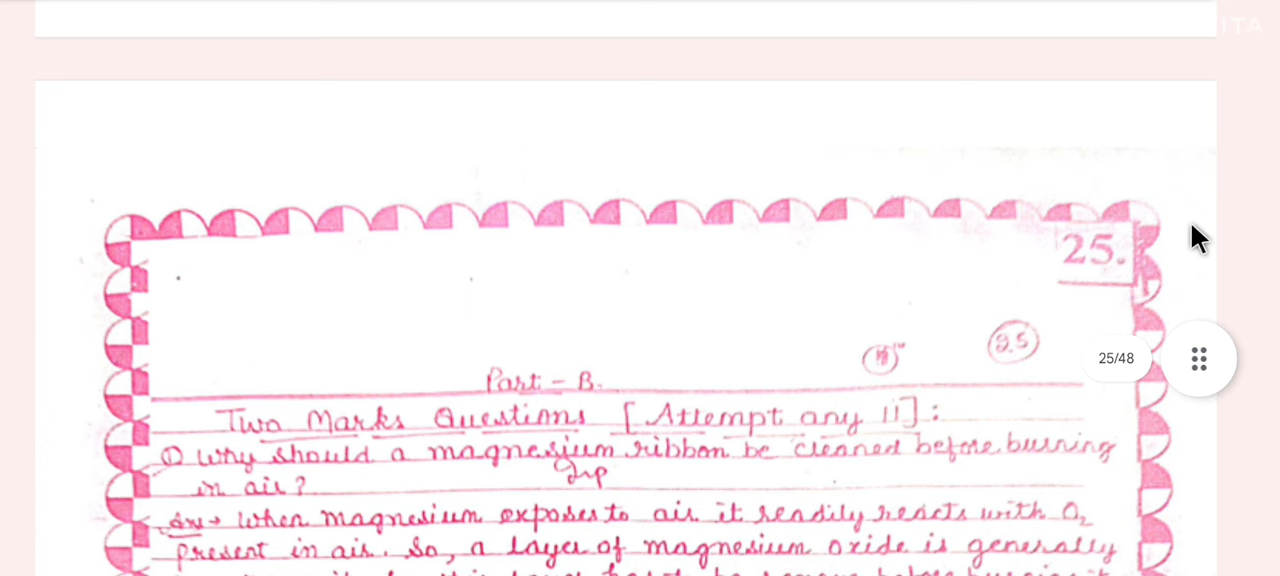 ITA
25.
25
25/48
Part - B.
Two Marks Questions [Attempt any 11] :
① Why should a magnesium ribbon be cleaned before burning
Imp
in air?
Ans→ When magnesium exposes to air it readily reacts with O₂
Present in air. So, a layer of magnesium oxide is generally